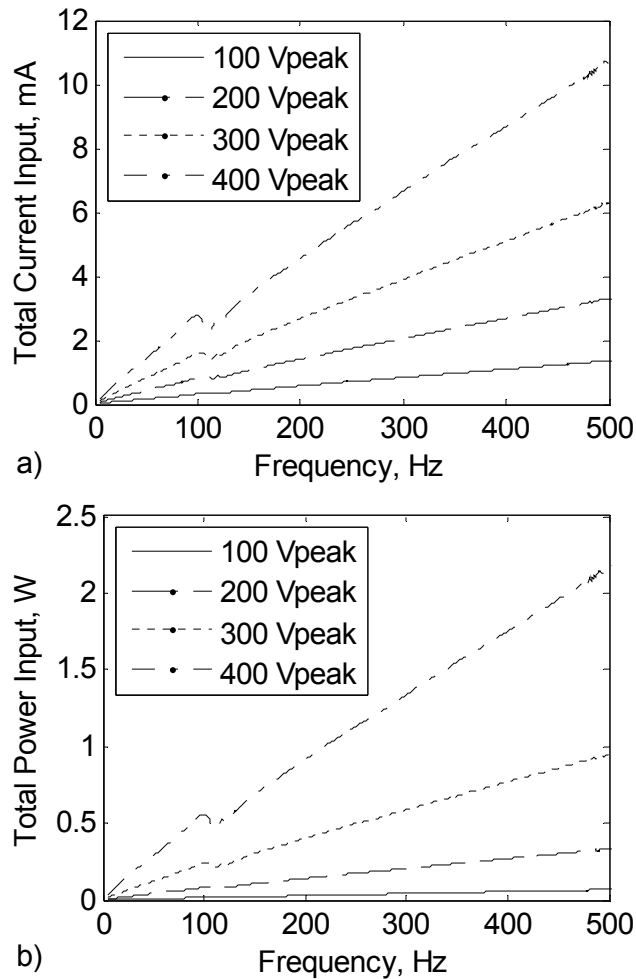 12
10
8
6
4
2
0
Total Current Input, mA
100 Vpeak
200 Vpeak
300 Vpeak
400 Vpeak
0 100 200 300 400 500
Frequency, Hz
a)
2.5
2
1.5
1
0.5
0
Total Power Input, W
100 Vpeak
200 Vpeak
300 Vpeak
400 Vpeak
0 100 200 300 400 500
Frequency, Hz
b)